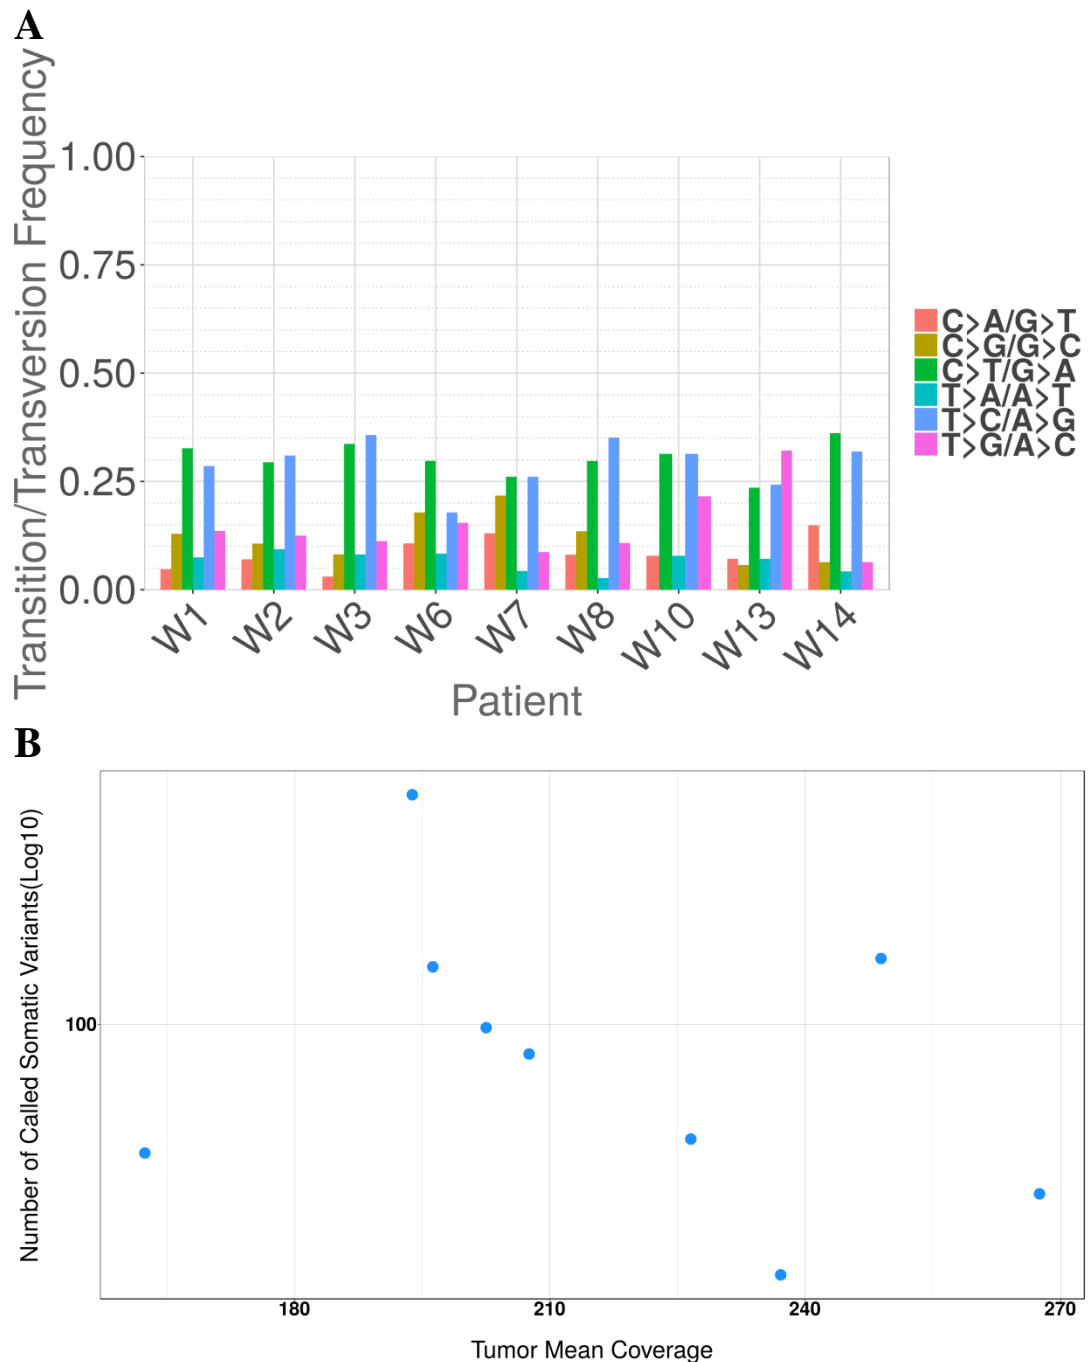 A
Transition/Transversion Frequency
1.00
0.75
0.50
0.25
0.00
C>A/G>T
C>G/G>C
C>T/G>A
T>A/A>T
T>C/A>G
T>G/A>C
W1 W2 W3 W6 W7 W8 W10 W13 W14
Patient
B
Number of Called Somatic Variants(Log10)
100
180 210 240 270
Tumor Mean Coverage